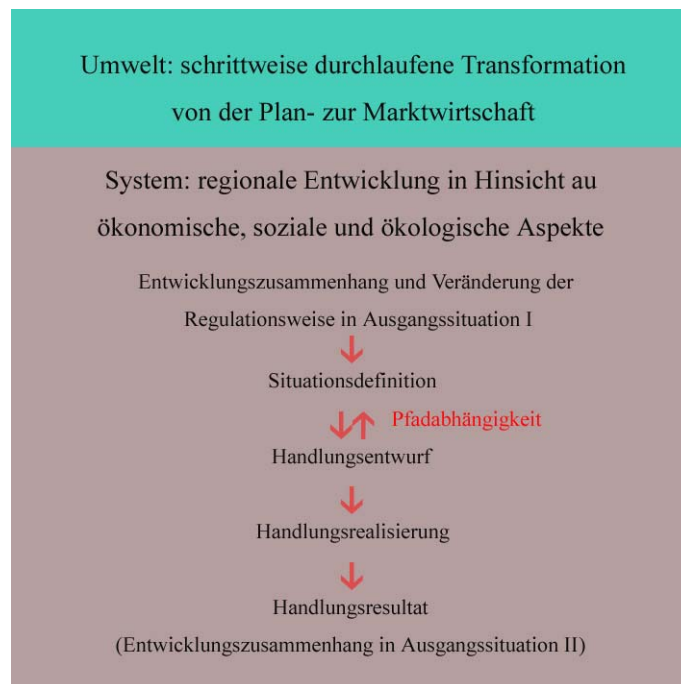 Umwelt: schrittweise durchlaufene Transformation
von der Plan- zur Marktwirtschaft
System: regionale Entwicklung in Hinsicht au
ökonomische, soziale und ökologische Aspekte
Entwicklungszusammenhang und Veränderung der
Regulationsweise in Ausgangssituation I
Situationsdefinition
Pfadabhängigkeit
Handlungsentwurf
Handlungsrealisierung
Handlungsresultat
(Entwicklungszusammenhang in Ausgangssituation II)